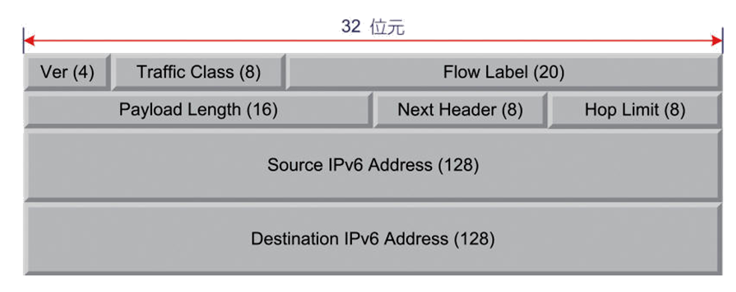 32 位元
Ver (4) Traffic Class (8) Flow Label (20)
Payload Length (16) Next Header (8) Hop Limit (8)
Source IPv6 Address (128)
Destination IPv6 Address (128)